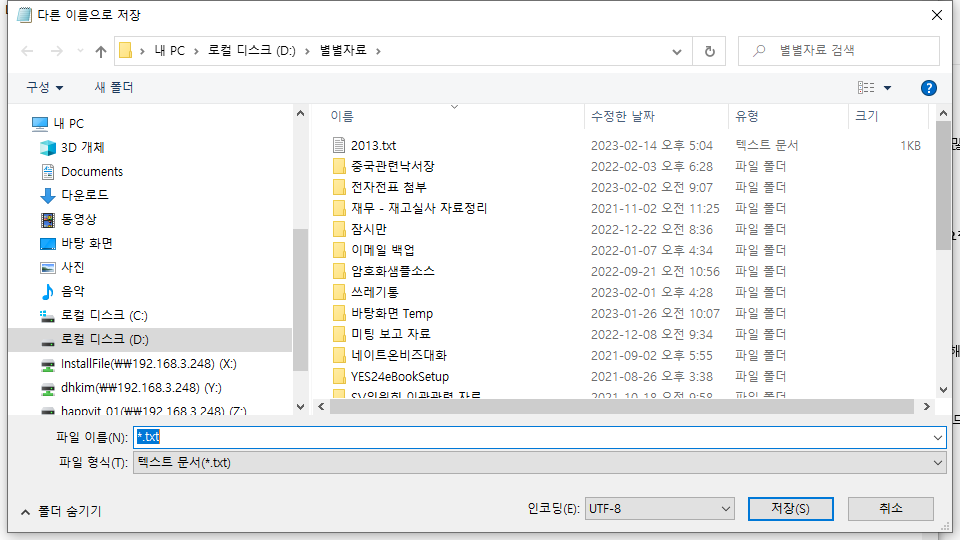 다른 이름으로 저장
내 PC > 로컬 디스크 (D:) > 별별자료 >
별별자료 검색
구성
새 폴더
내 PC
3D 개체
Documents
다운로드
동영상
바탕 화면
사진
음악
로컬 디스크 (C:)
로컬 디스크 (D:)
InstallFile(₩₩192.168.3.248) (X:)
dhkim(₩₩192.168.3.248) (Y:)
happyit_01(₩₩192.168.3.248) (Z:)
이름 수정한 날짜 유형 크기
2013.txt 2023-02-14 오후 5:04 텍스트 문서 1KB
중국관련낙서장 2022-02-03 오후 6:28 파일 폴더
전자전표 첨부 2023-02-02 오전 9:07 파일 폴더
재무 - 재고실사 자료정리 2021-11-02 오전 11:25 파일 폴더
잠시만 2022-12-22 오전 8:36 파일 폴더
이메일 백업 2022-01-07 오후 4:34 파일 폴더
암호화샘플소스 2022-09-21 오전 10:56 파일 폴더
쓰레기통 2023-02-01 오후 4:28 파일 폴더
바탕화면 Temp 2023-01-26 오전 10:07 파일 폴더
미팅 보고 자료 2022-12-08 오후 9:34 파일 폴더
네이트온비즈대화 2021-09-02 오후 5:55 파일 폴더
YES24eBookSetup 2021-08-26 오후 3:38 파일 폴더
SV위원회 이관관련 자료 2021-10-18 오전 9:58 파일 폴더
파일 이름(N): *.txt
파일 형식(T): 텍스트 문서(*.txt)
폴더 숨기기
인코딩(E): UTF-8
저장(S)
취소